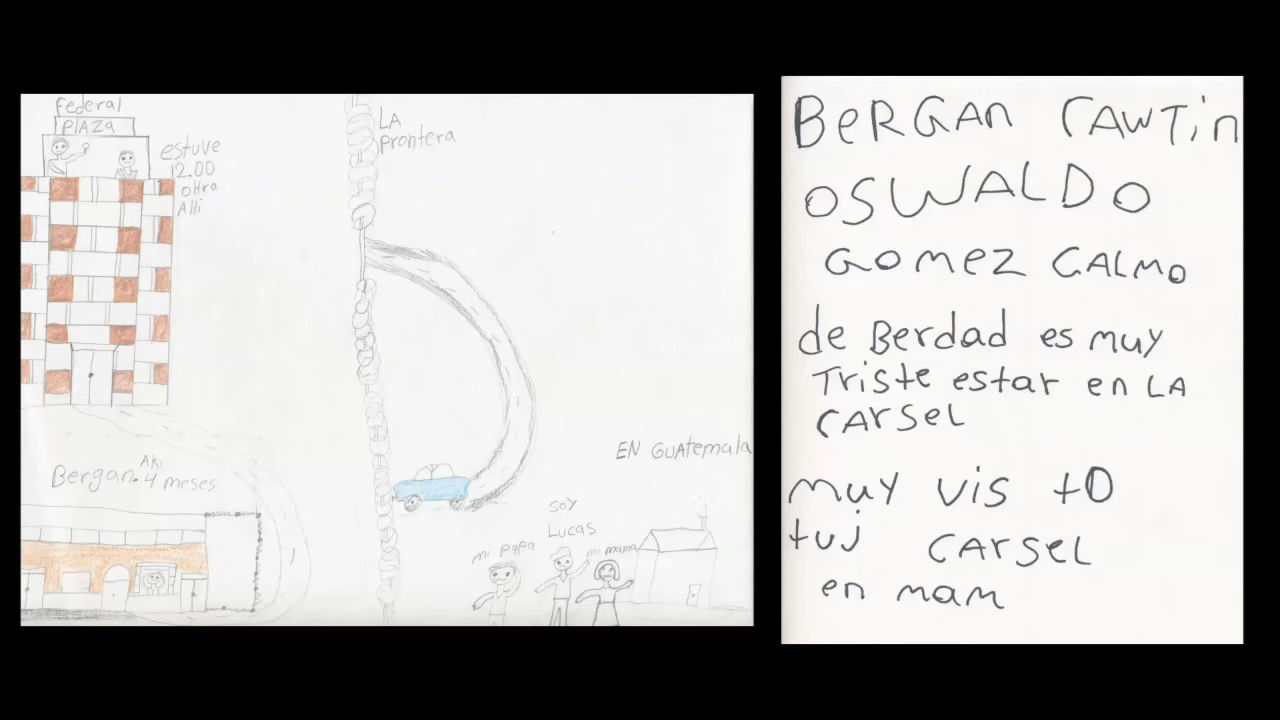 Federal
PLAZA
estuve
12.00
oHra
Alli
LA
prontera
EN GUAtemala
Aki
Bergan. 4 meses
soy
Lucas
mi papa
mi mama
BeRGAn CAWTin
OSWALDO
GOmez CALMO
de Berdad es muy
Triste estar en LA
CArseL
muy vis tO
tuj CArseL
en mam